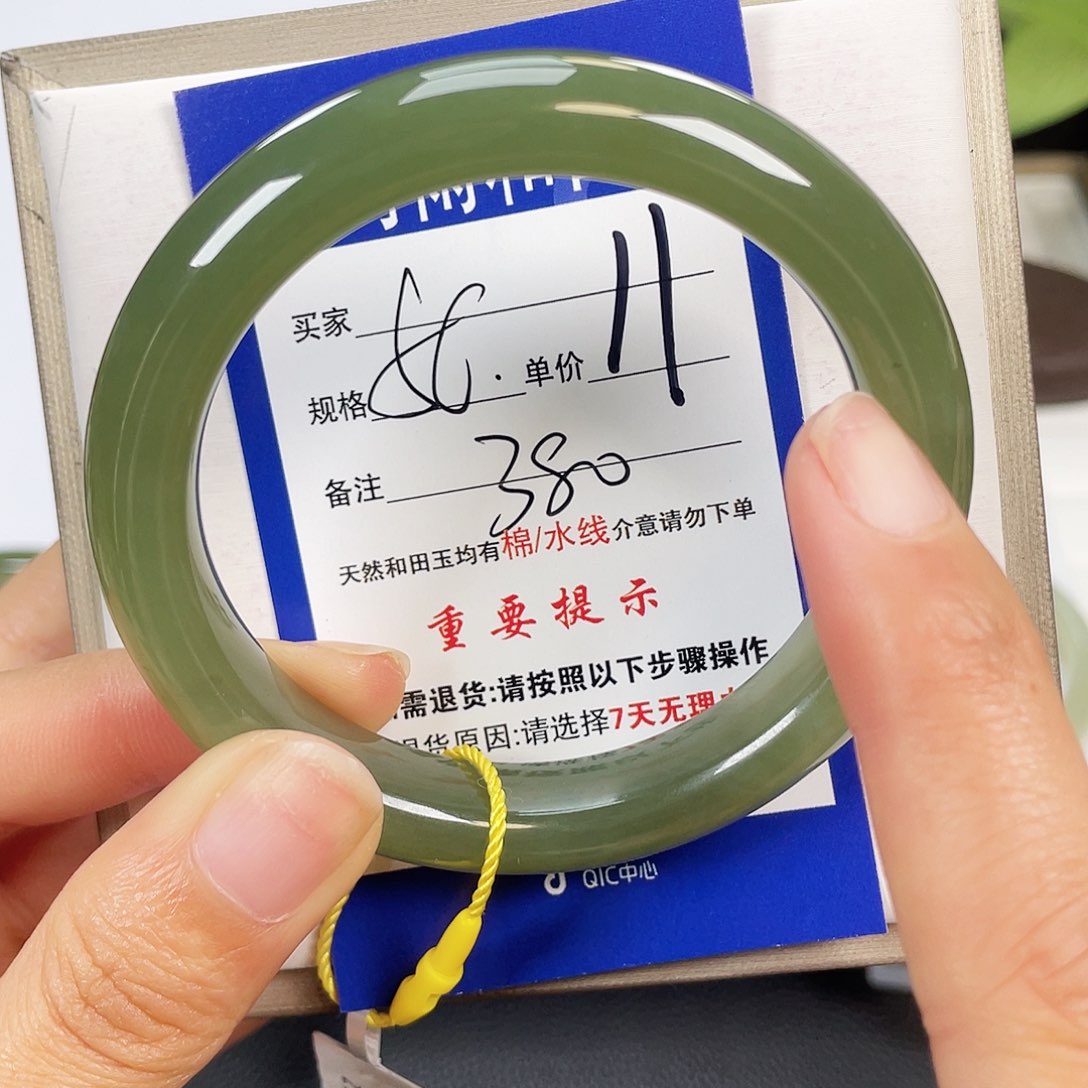 买家
11
规格 单价
备注 380
天然和田玉均有棉/水线介意请勿下单
重要提示
需退货:请按照以下步骤操作
退货原因:请选择7天无理
QIC中心